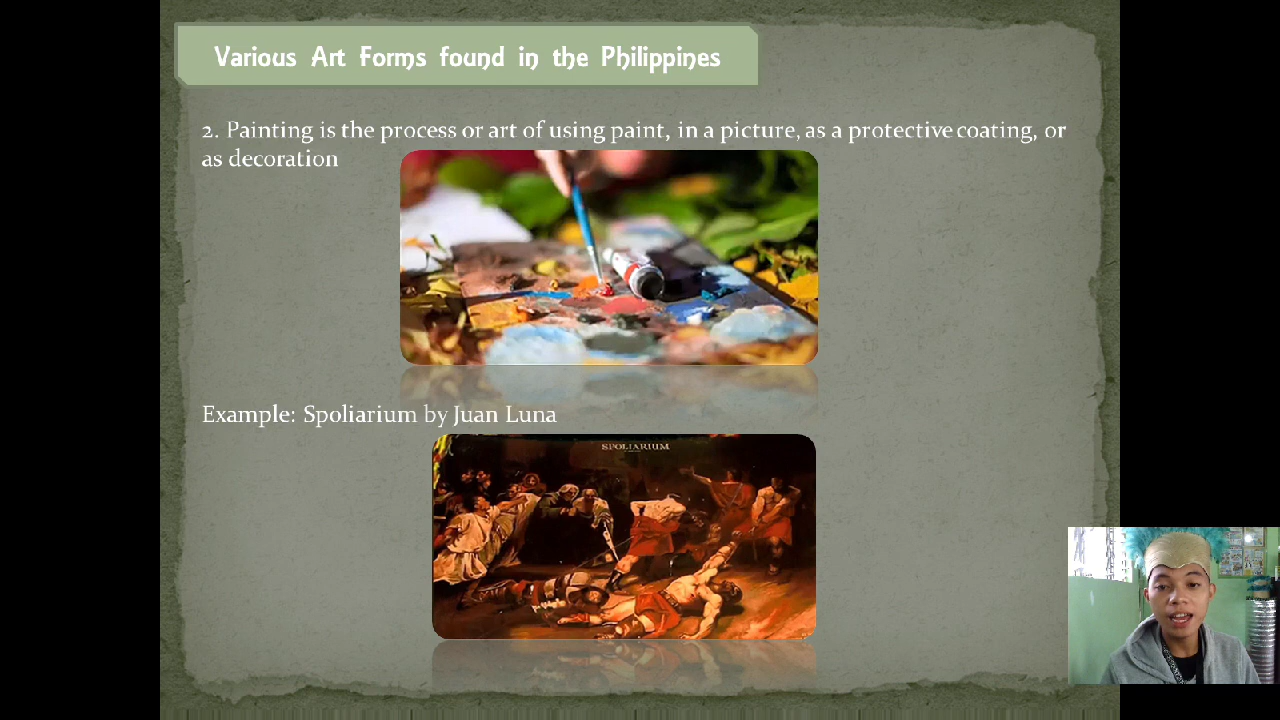 Various Art Forms found in the Philippines
2. Painting is the process or art of using paint, in a picture, as a protective coating, or
as decoration
Example: Spoliarium by Juan Luna
SPOLIARIUM